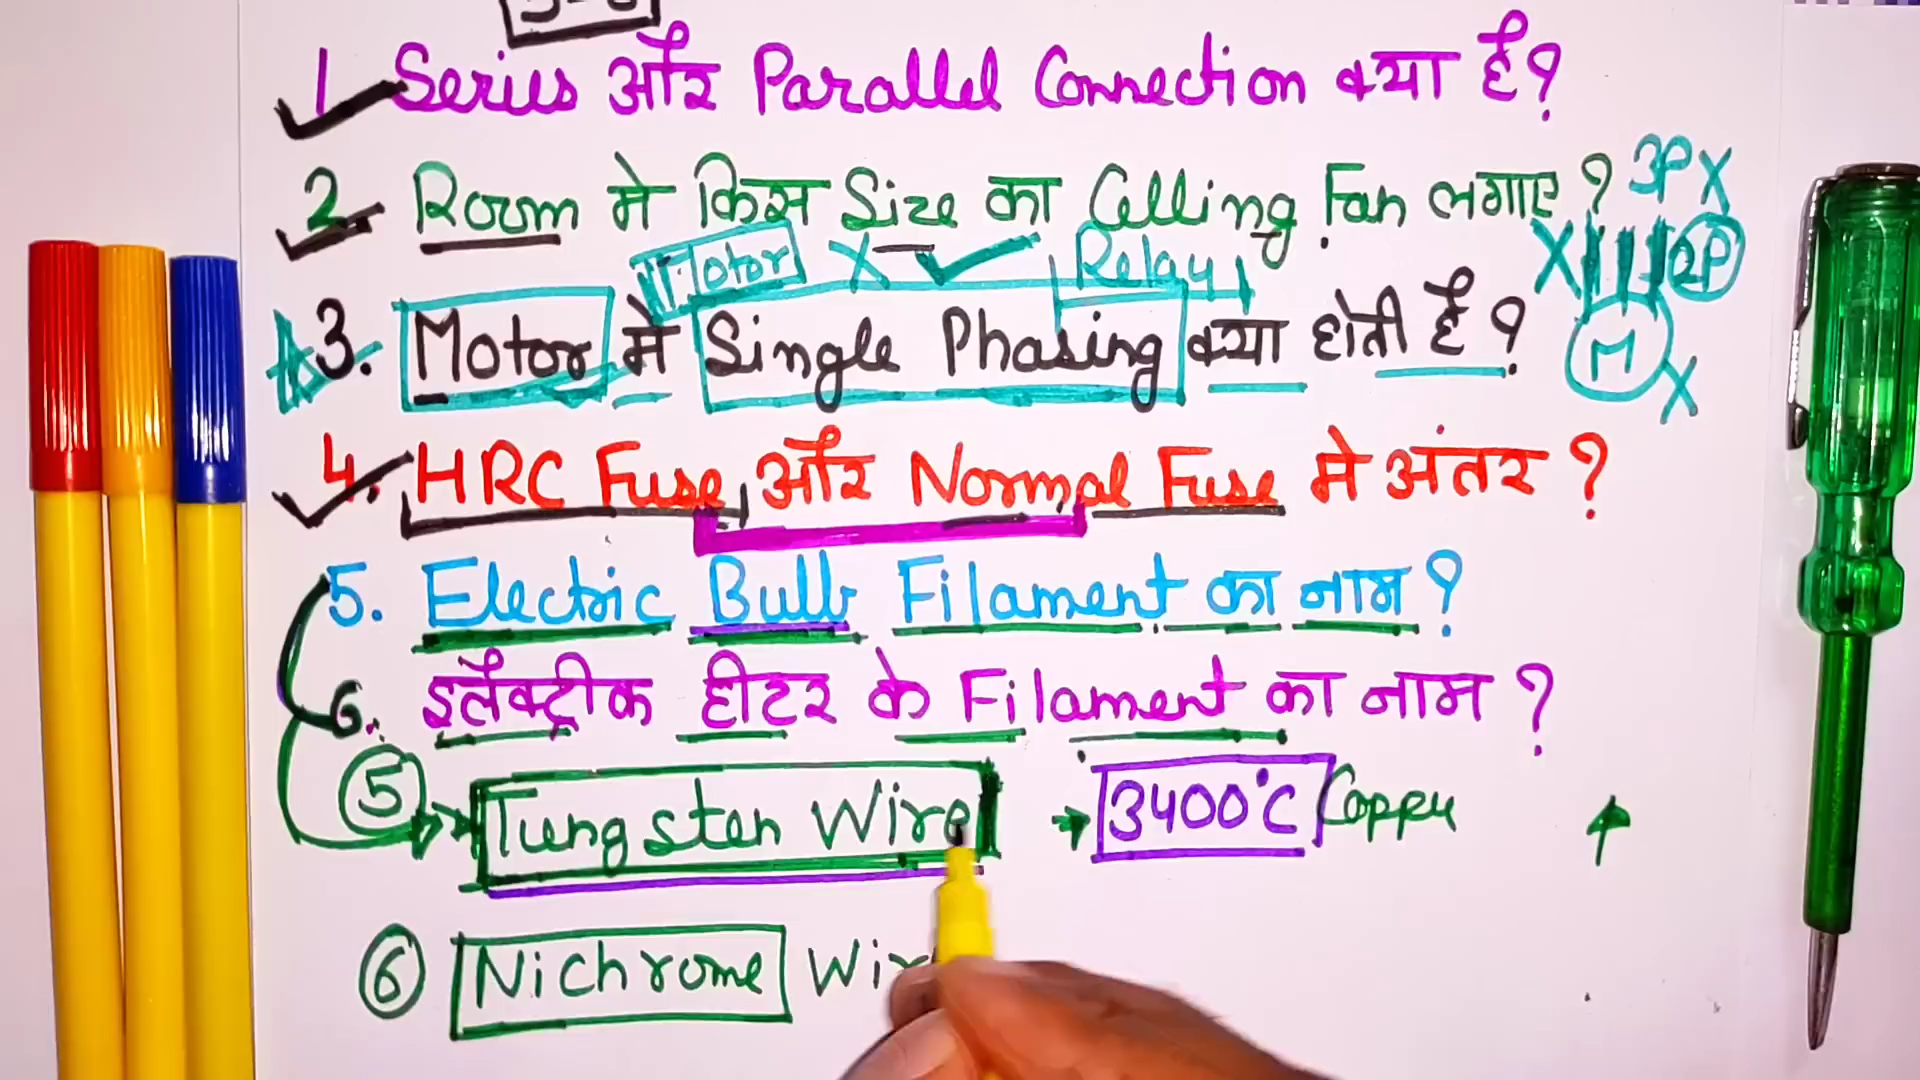 1 Series और Parallel Connection क्या है?
2. Room मे किस Size का Celling Fan लगाए ? 3P X
Motor X Relay X 2P
3. Motor मे Single Phasing क्या होती है ? M X
4. HRC Fuse और Normal Fuse मे अंतर ?
5. Electric Bulb Filament का नाम ?
6. इलैक्ट्रीक हीटर के Filament का नाम ?
5 Tungsten Wire 3400°C Copper
6 Nichrome